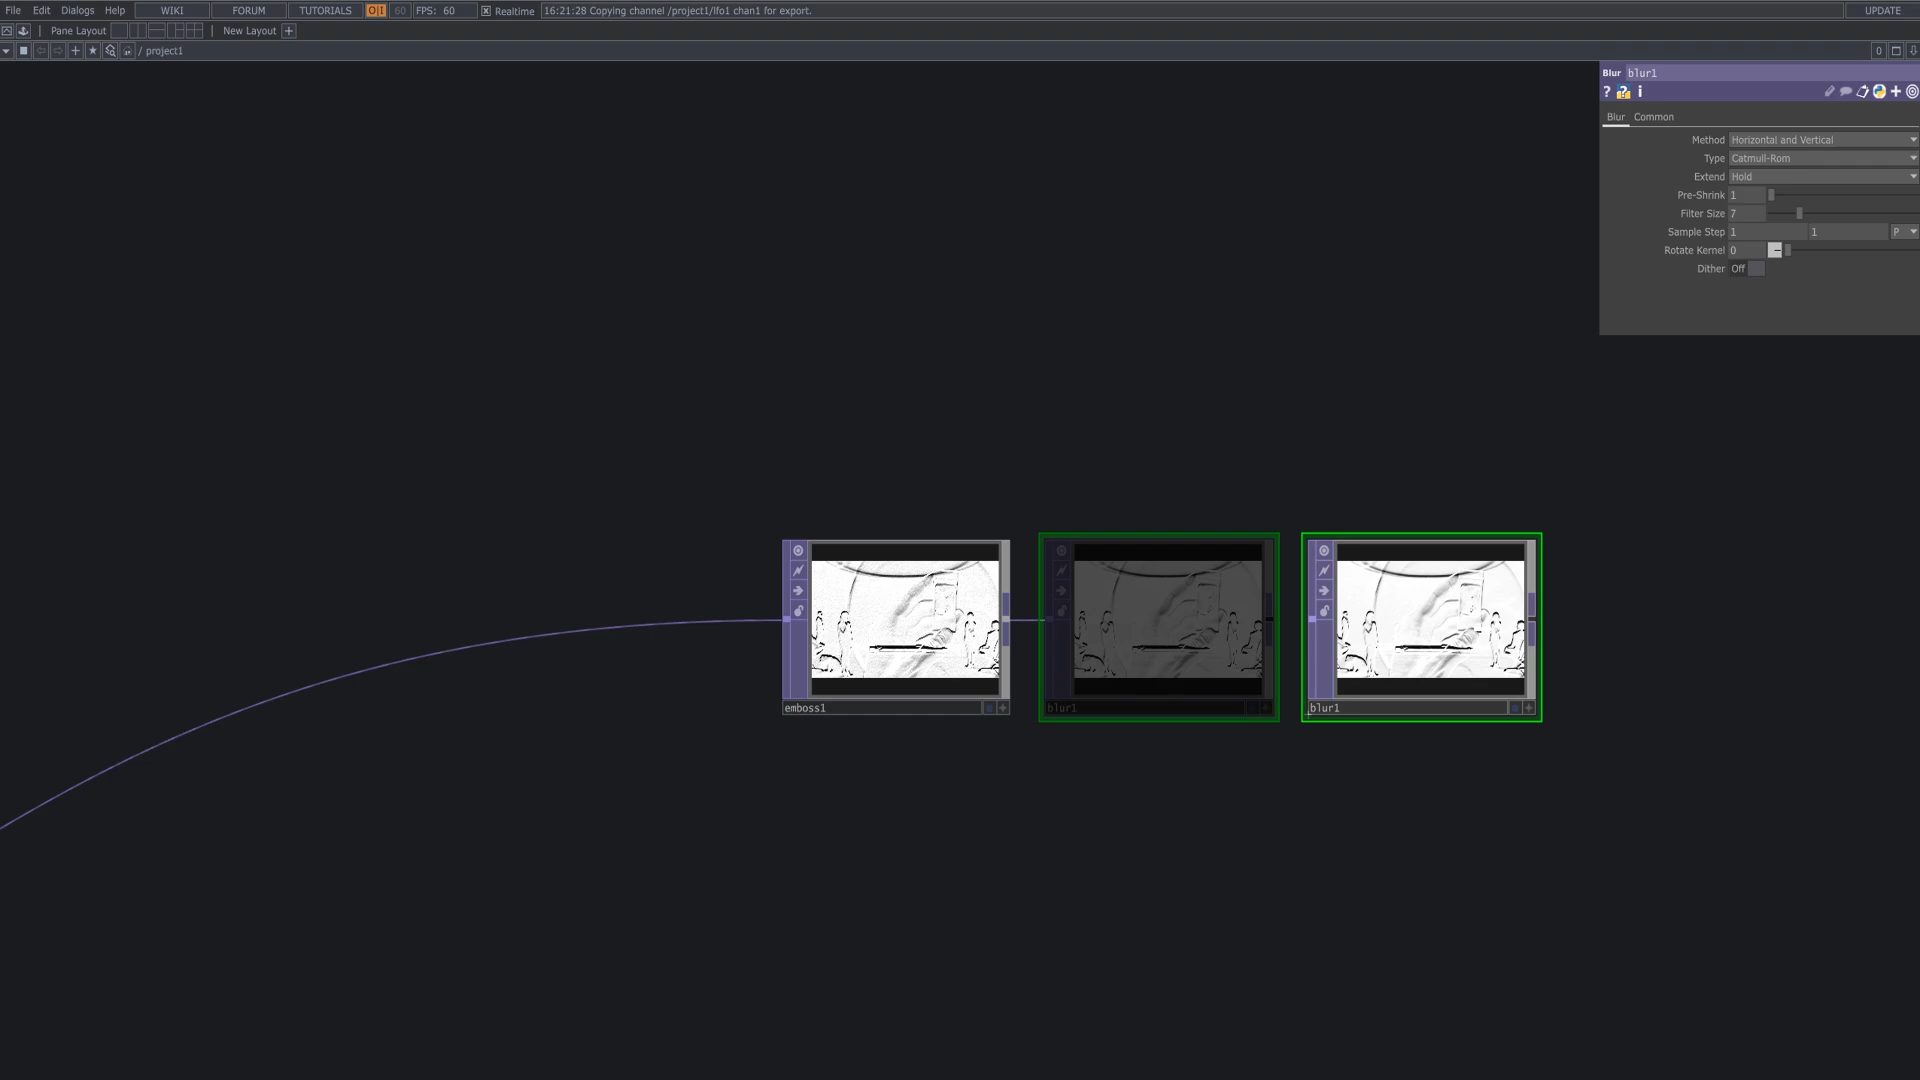 File Edit Dialogs Help WIKI FORUM TUTORIALS O|I 60 FPS: 60 Realtime 16:21:28 Copying channel /project1/lfo1 chan1 for export. UPDATE
Pane Layout New Layout +
/ project1 0
Blur blur1
? ? i
Blur Common
Method Horizontal and Vertical
Type Catmull-Rom
Extend Hold
Pre-Shrink 1
Filter Size 7
Sample Step 1 1 P
Rotate Kernel 0
Dither Off
emboss1 blur1 blur1